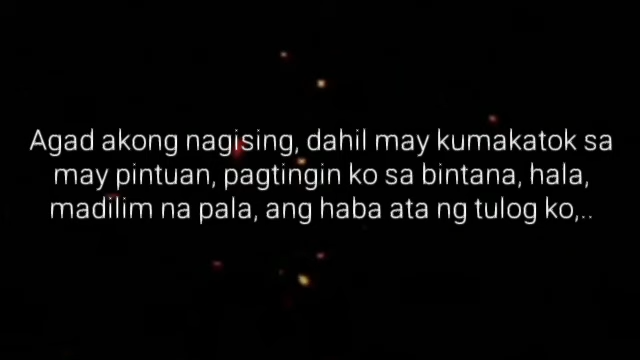 Agad akong nagising, dahil may kumakatok sa
may pintuan, pagtingin ko sa bintana, hala,
madilim na pala, ang haba ata ng tulog ko,..